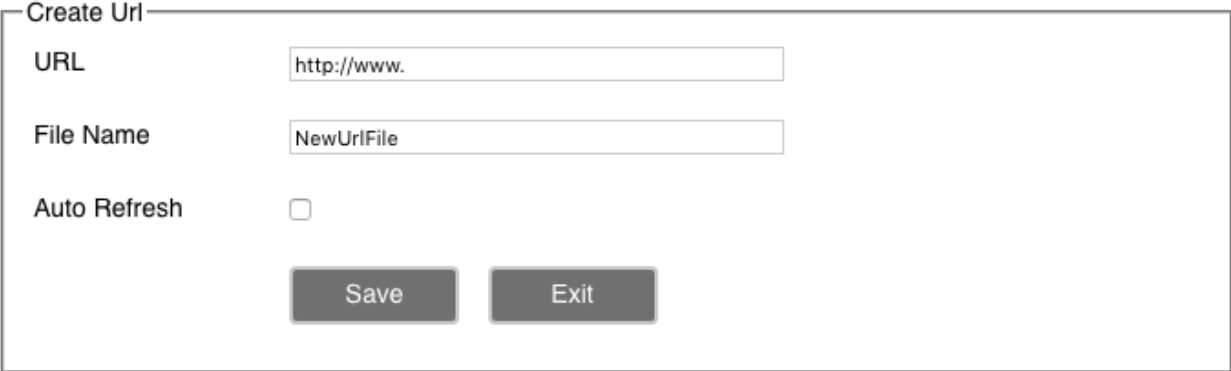 Create Url
URL
http://www.
File Name
NewUrlFile
Auto Refresh
Save Exit